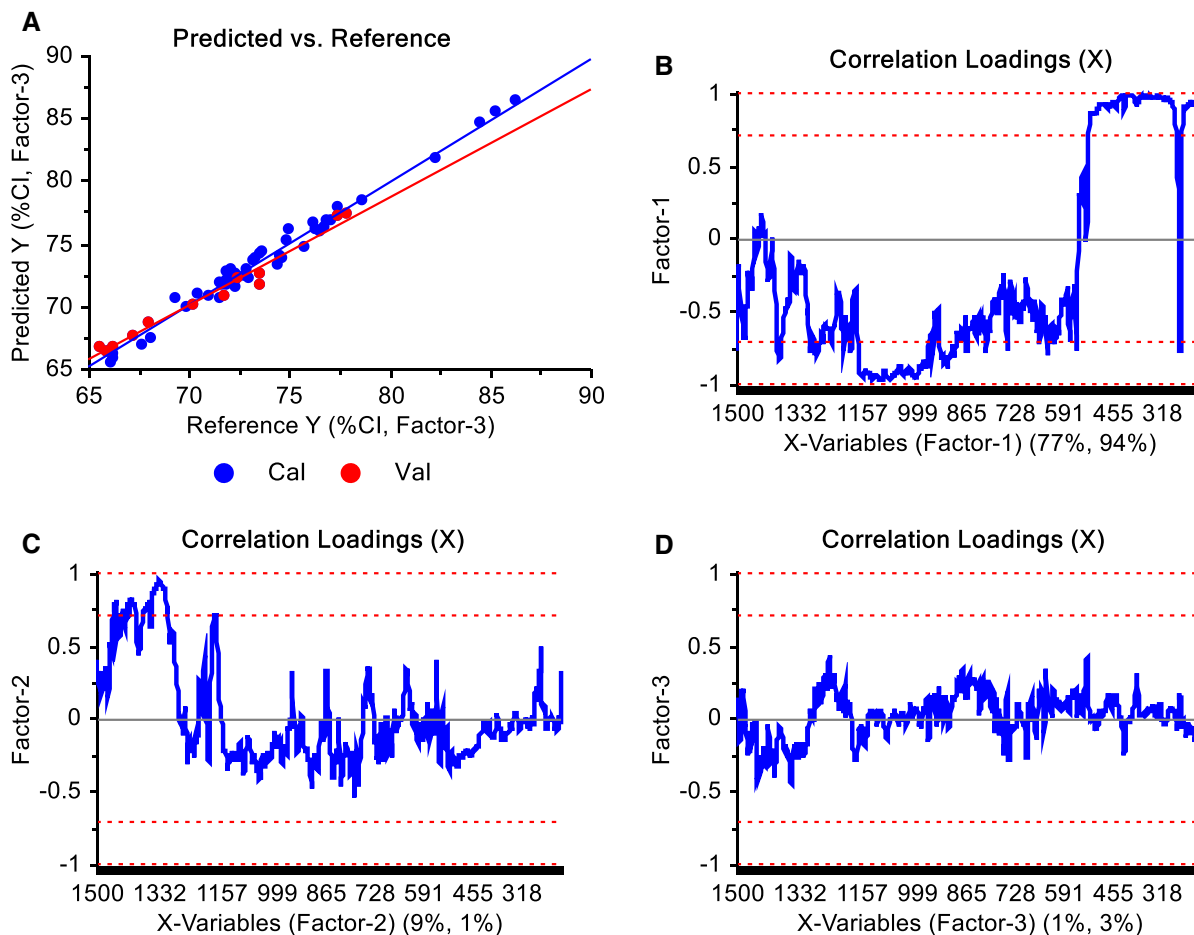 A
Predicted vs. Reference
Predicted Y (%CI, Factor-3)
90
85
80
75
70
65
65 70 75 80 85 90
Reference Y (%CI, Factor-3)
Cal Val
B
Correlation Loadings (X)
Factor-1
1
0.5
0
-0.5
-1
1500 1332 1157 999 865 728 591 455 318
X-Variables (Factor-1) (77%, 94%)
C
Correlation Loadings (X)
Factor-2
1
0.5
0
-0.5
-1
1500 1332 1157 999 865 728 591 455 318
X-Variables (Factor-2) (9%, 1%)
D
Correlation Loadings (X)
Factor-3
1
0.5
0
-0.5
-1
1500 1332 1157 999 865 728 591 455 318
X-Variables (Factor-3) (1%, 3%)